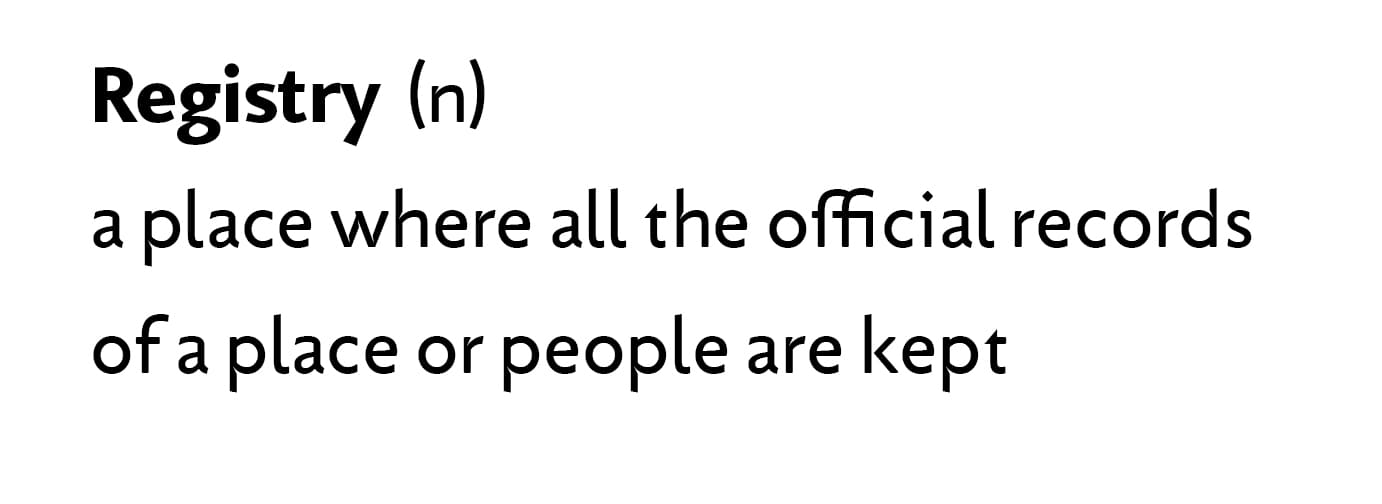 Registry (n)
a place where all the official records
of a place or people are kept